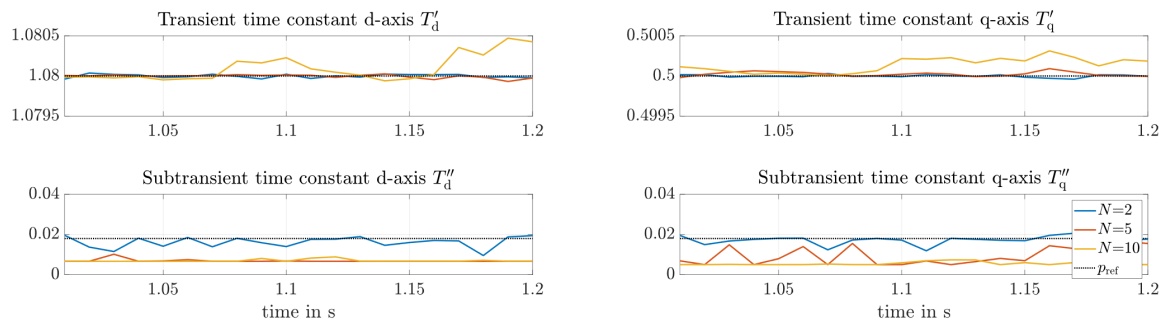 Transient time constant d-axis T′d
1.0805
1.08
1.0795
1.05 1.1 1.15 1.2
Transient time constant q-axis T′q
0.5005
0.5
0.4995
1.05 1.1 1.15 1.2
Subtransient time constant d-axis T″d
0.04
0.02
0
1.05 1.1 1.15 1.2
time in s
Subtransient time constant q-axis T″q
0.04
0.02
0
1.05 1.1 1.15 1.2
time in s
N=2
N=5
N=10
pref